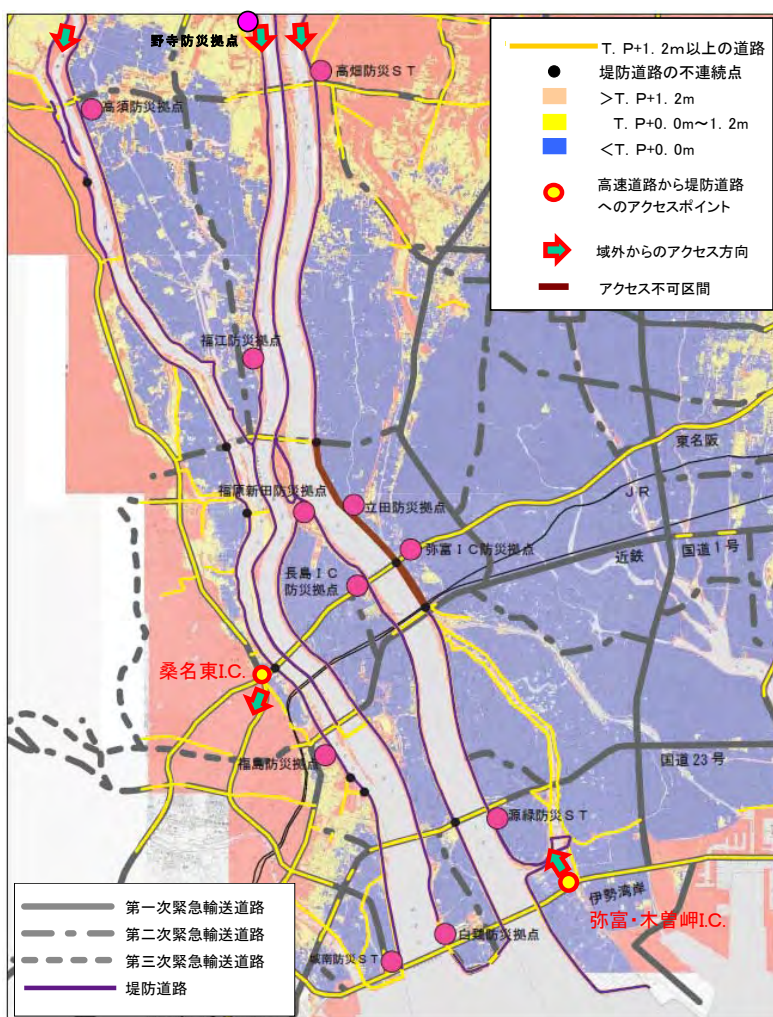 野寺防災拠点
高畑防災ST
高須防災拠点
T.P+1.2m以上の道路
堤防道路の不連続点
>T.P+1.2m
T.P+0.0m~1.2m
<T.P+0.0m
高速道路から堤防道路
へのアクセスポイント
域外からのアクセス方向
アクセス不可区間
福江防災拠点
東名阪
福原新田防災拠点
JR
立田防災拠点
弥富IC防災拠点
国道1号
近鉄
長島IC
防災拠点
桑名東I.C.
福島防災拠点
国道23号
源緑防災ST
伊勢湾岸
弥富・木曽岬I.C.
白鶏防災拠点
城南防災ST
第一次緊急輸送道路
第二次緊急輸送道路
第三次緊急輸送道路
堤防道路